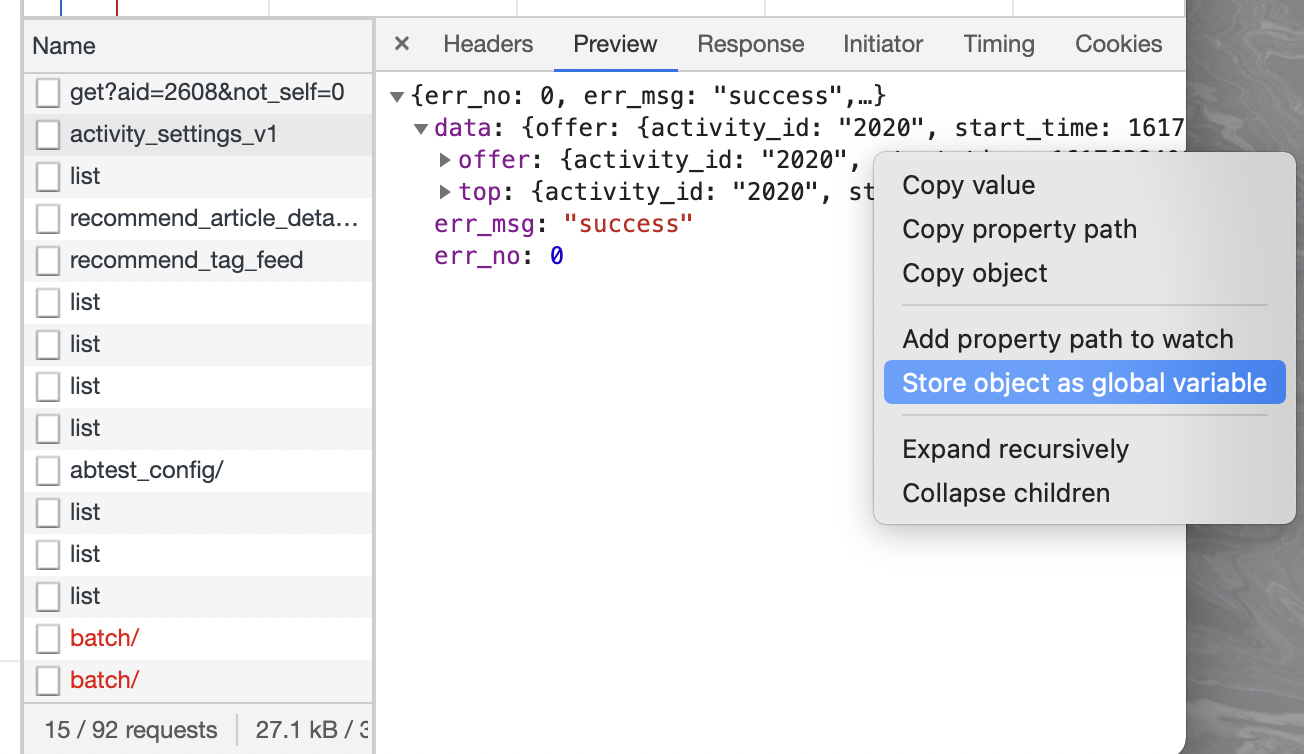 Name
get?aid=2608&not_self=0
activity_settings_v1
list
recommend_article_deta…
recommend_tag_feed
list
list
list
list
abtest_config/
list
list
list
batch/
batch/
15 / 92 requests
27.1 kB /
× Headers Preview Response Initiator Timing Cookies
{err_no: 0, err_msg: "success",…}
data: {offer: {activity_id: "2020", start_time: 1617
offer: {activity_id: "2020",
top: {activity_id: "2020", st
err_msg: "success"
err_no: 0
Copy value
Copy property path
Copy object
Add property path to watch
Store object as global variable
Expand recursively
Collapse children